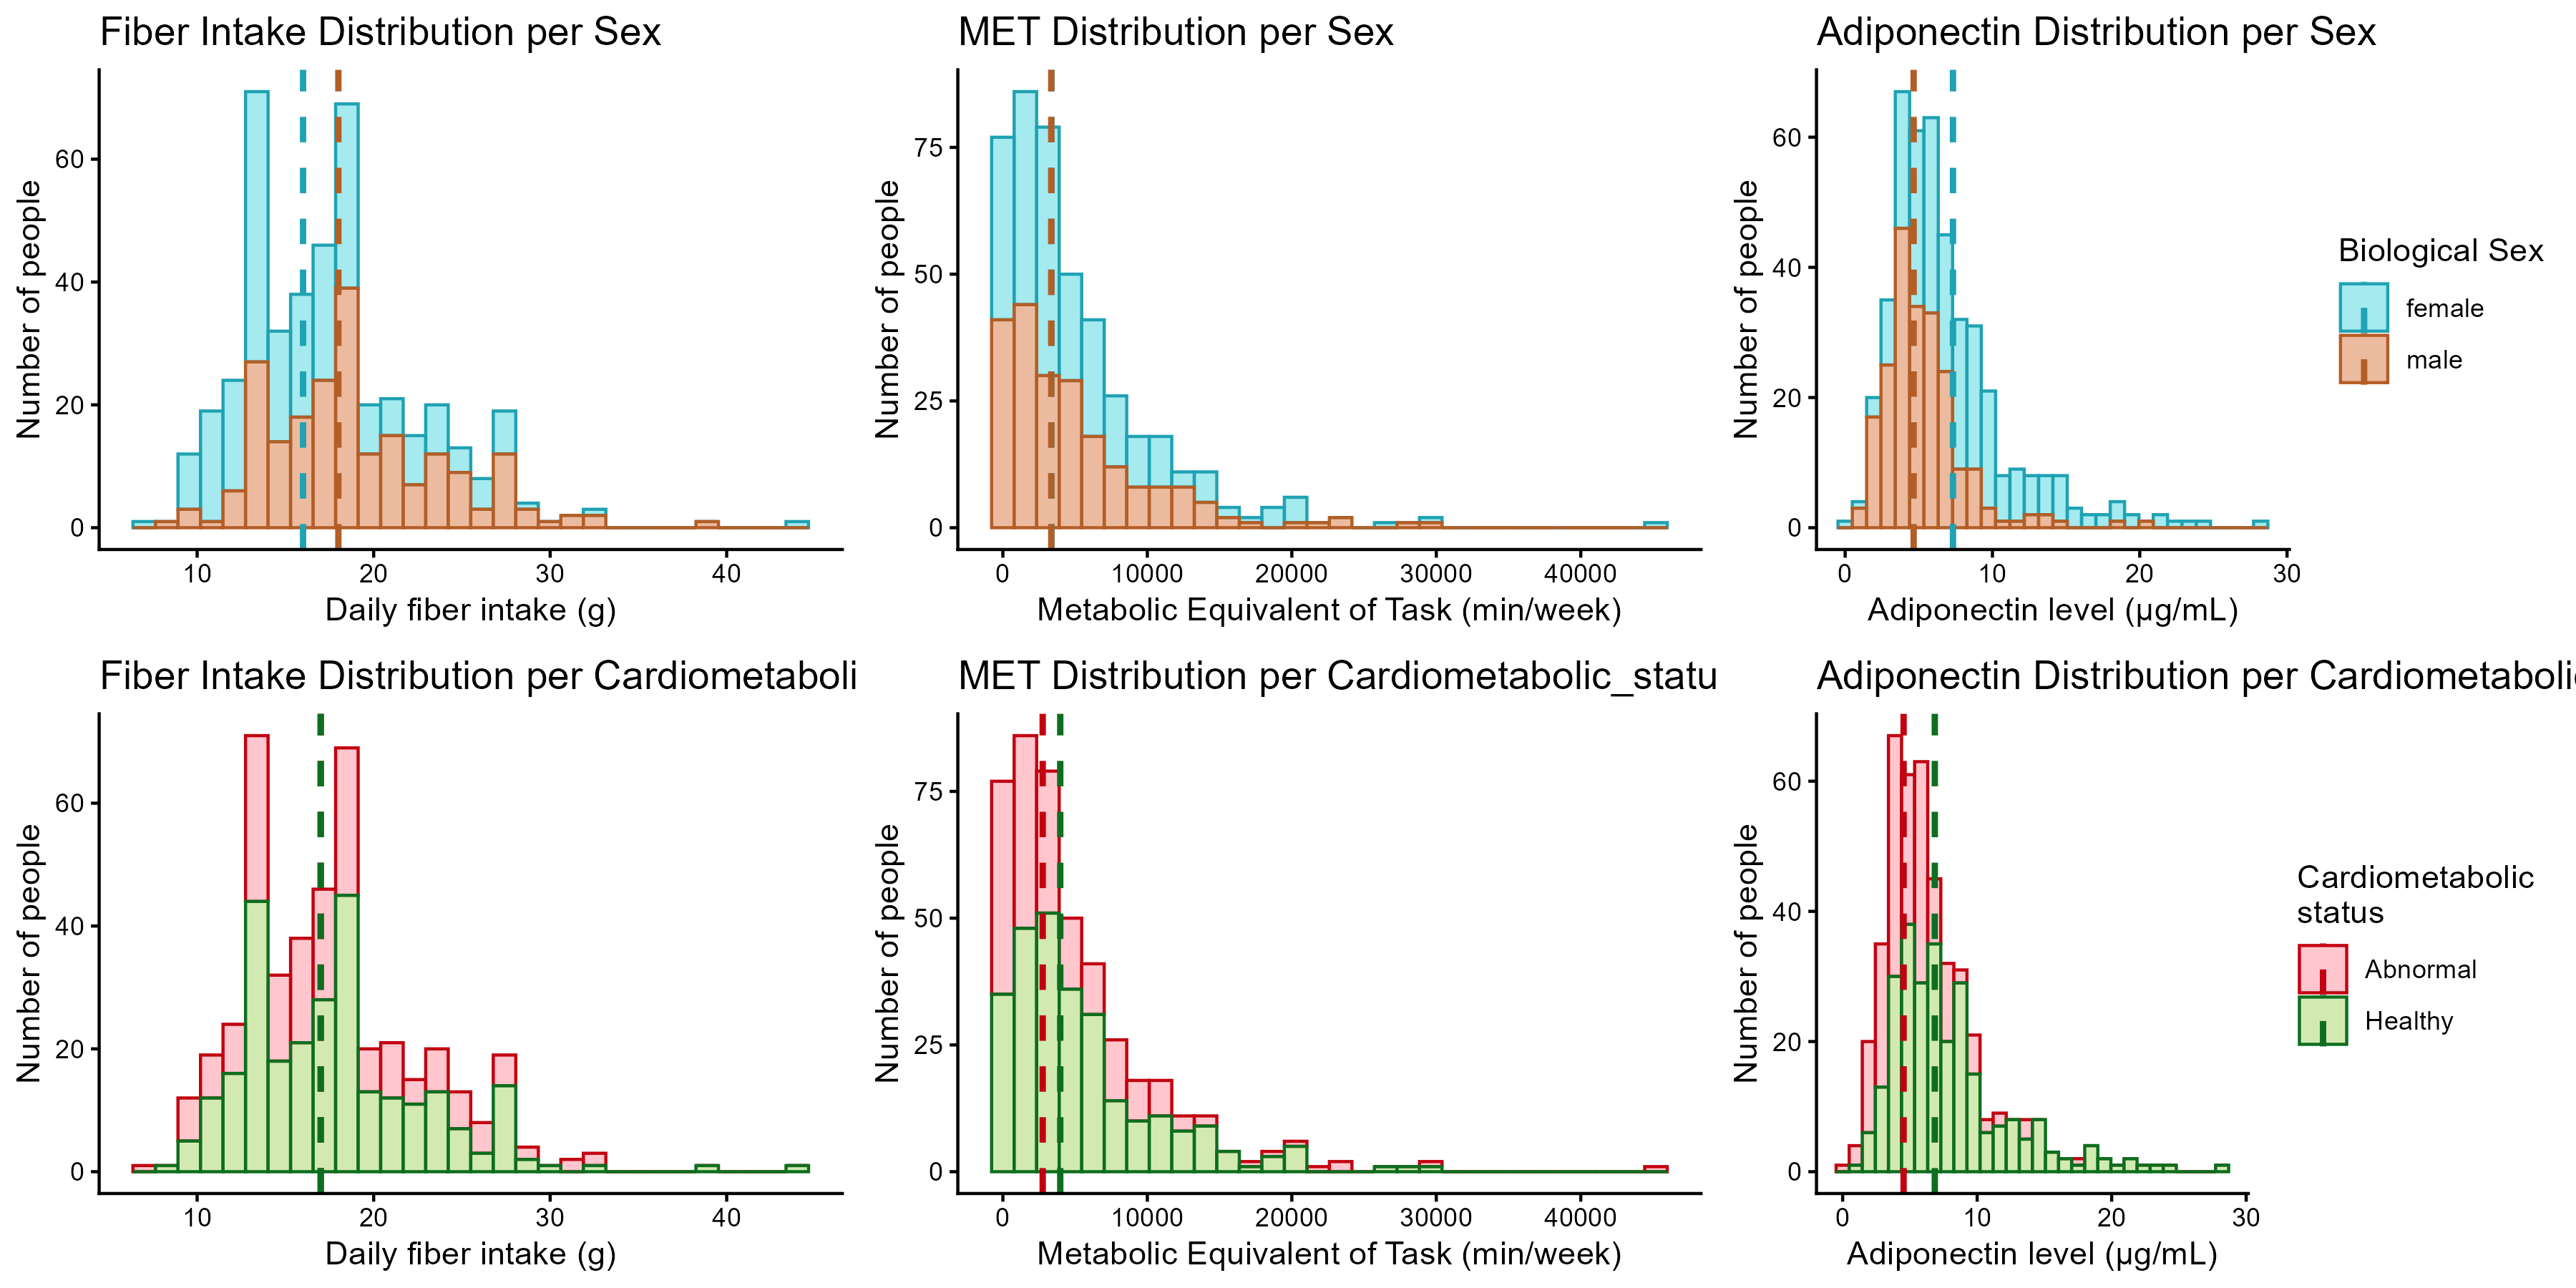 Fiber Intake Distribution per Sex
Number of people
60
40
20
0
10 20 30 40
Daily fiber intake (g)
MET Distribution per Sex
Number of people
75
50
25
0
0 10000 20000 30000 40000
Metabolic Equivalent of Task (min/week)
Adiponectin Distribution per Sex
Number of people
60
40
20
0
0 10 20 30
Adiponectin level (µg/mL)
Biological Sex
female
male
Fiber Intake Distribution per Cardiometaboli
Number of people
60
40
20
0
10 20 30 40
Daily fiber intake (g)
MET Distribution per Cardiometabolic_statu
Number of people
75
50
25
0
0 10000 20000 30000 40000
Metabolic Equivalent of Task (min/week)
Adiponectin Distribution per Cardiometabolic
Number of people
60
40
20
0
0 10 20 30
Adiponectin level (µg/mL)
Cardiometabolic
status
Abnormal
Healthy